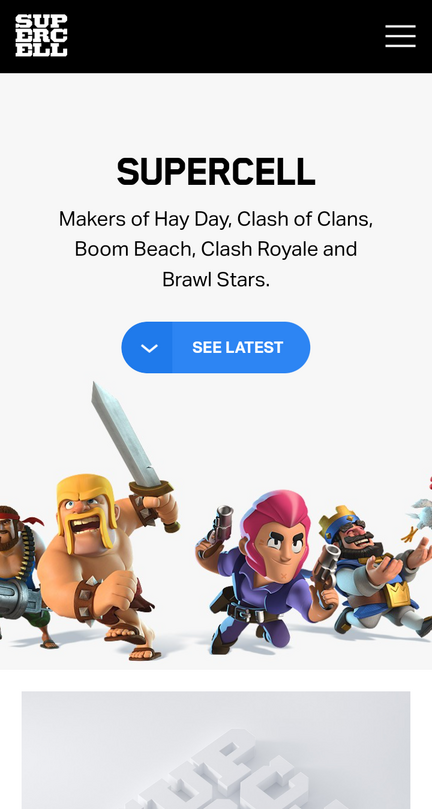 SUP
ERC
ELL
SUPERCELL
Makers of Hay Day, Clash of Clans,
Boom Beach, Clash Royale and
Brawl Stars.
SEE LATEST
SUP